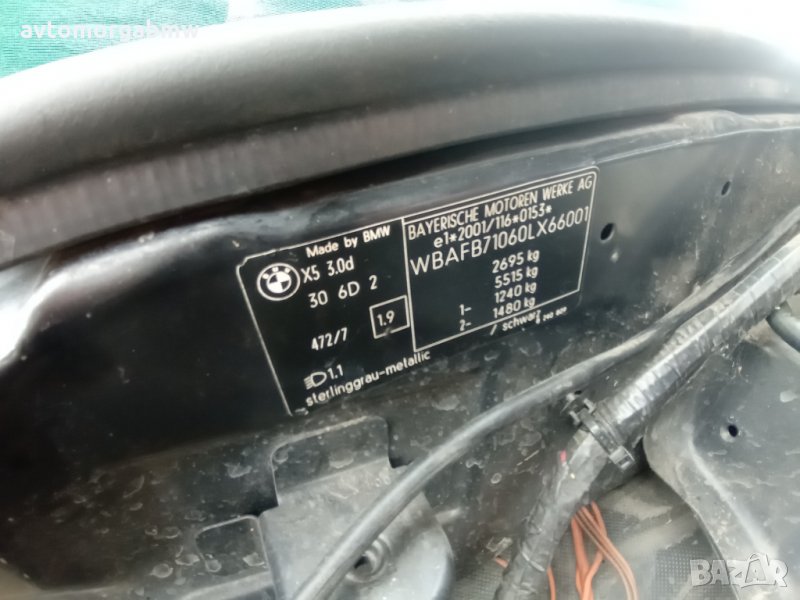 avtomorgabmw
Made by BMW
X5 3.0d
30 6D 2
472/7
1.9
1.1
sterlinggrau-metallic
BAYERISCHE MOTOREN WERKE AG
e1*2001/116*0153*
WBAFB71060LX66001
2695 kg
5515 kg
1- 1240 kg
2- 1480 kg
/ schwarz
BAZAR.BG